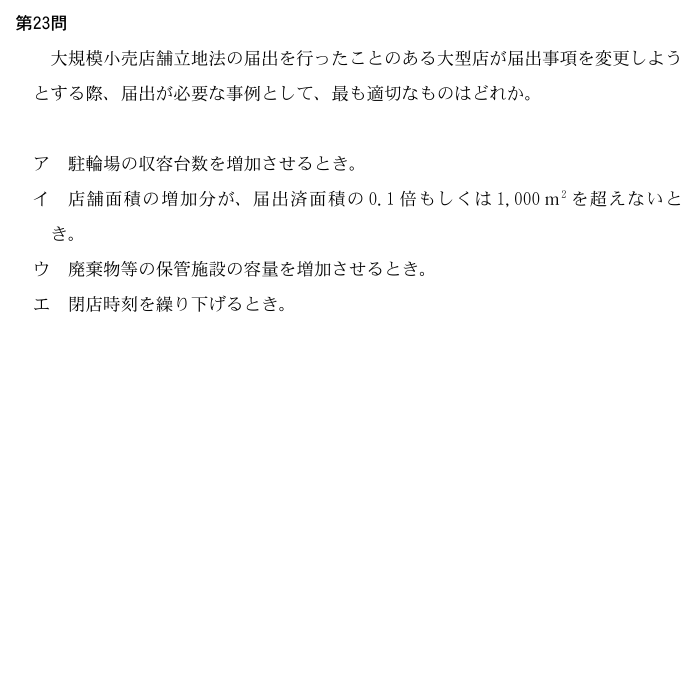 第23問
大規模小売店舗立地法の届出を行ったことのある大型店が届出事項を変更しよう
とする際、届出が必要な事例として、最も適切なものはどれか。
ア 駐輪場の収容台数を増加させるとき。
イ 店舗面積の増加分が、届出済面積の 0.1 倍もしくは 1,000 m² を超えないと
き。
ウ 廃棄物等の保管施設の容量を増加させるとき。
エ 閉店時刻を繰り下げるとき。